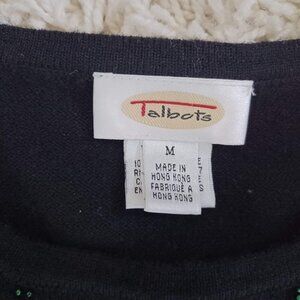 Talbots
M
MADE IN
HONG KONG
FABRIQUÉ À
HONG KONG